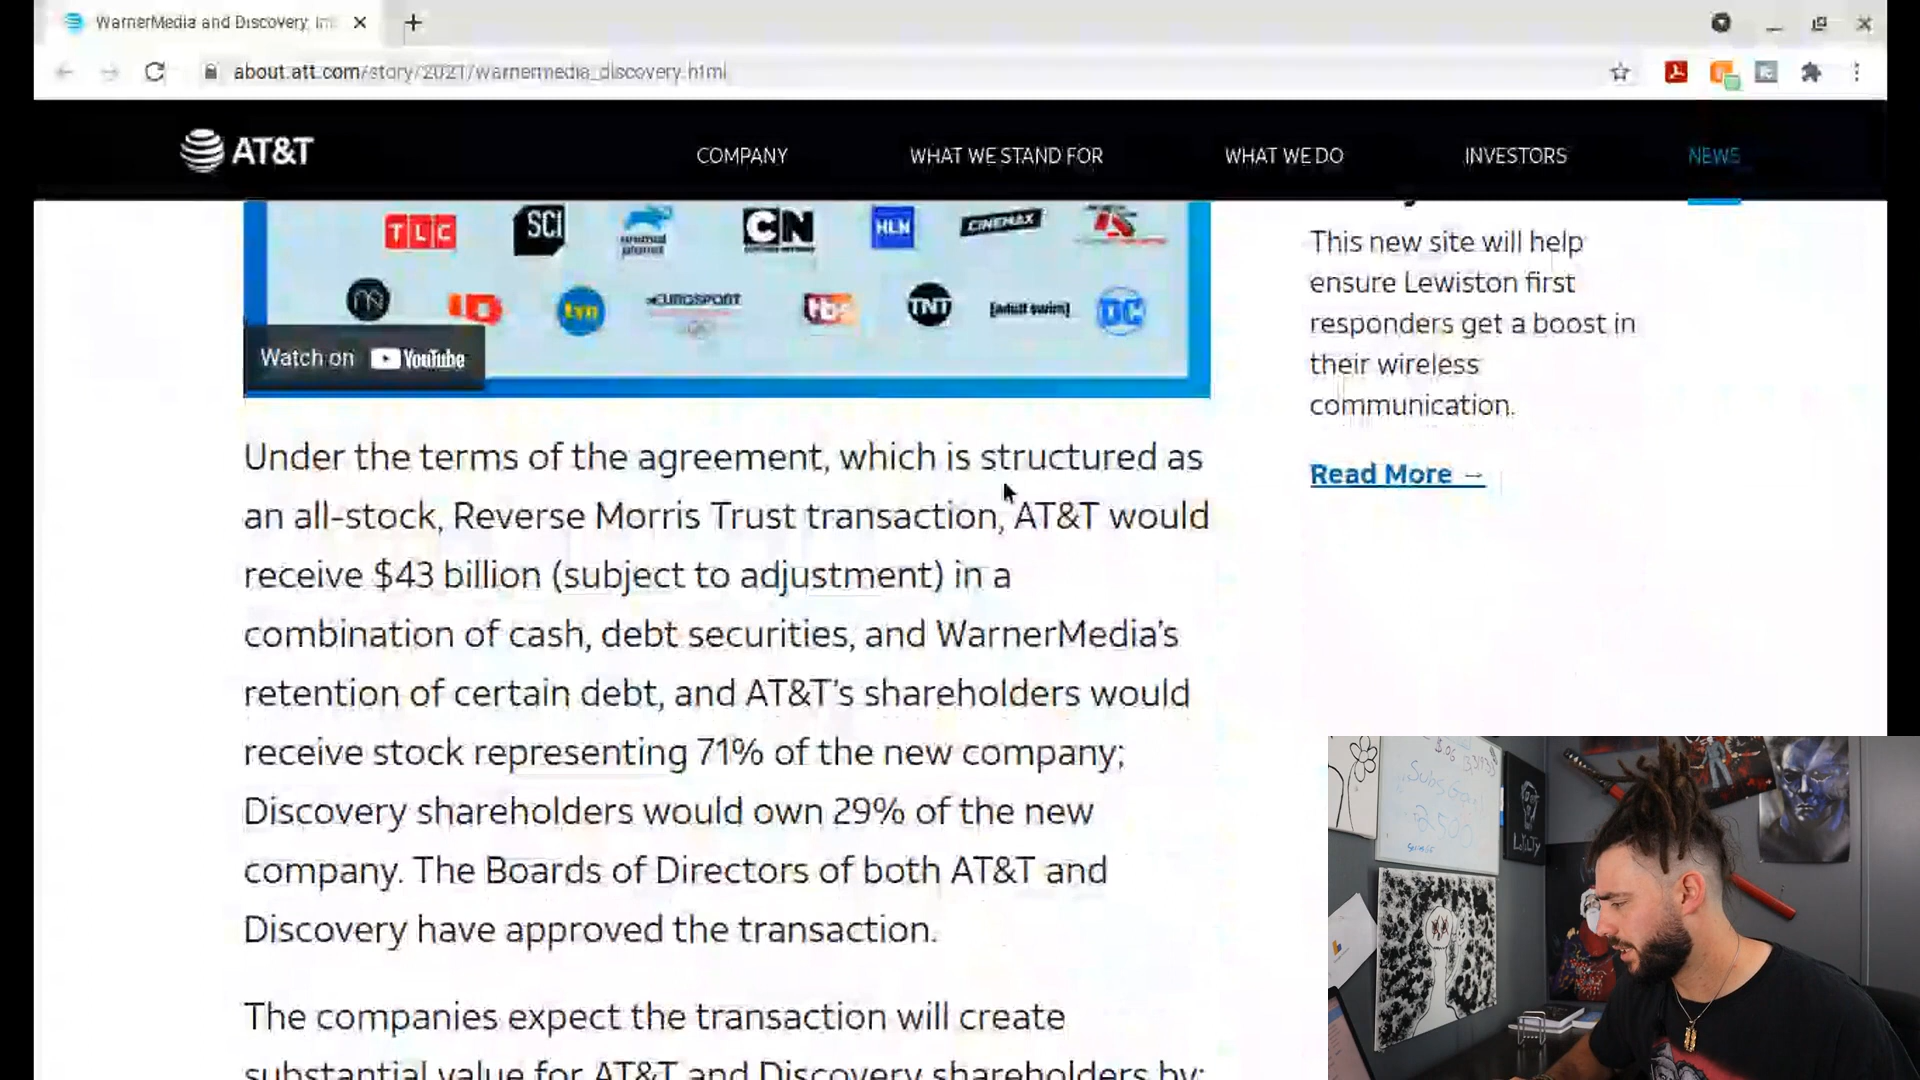 WarnerMedia and Discovery, In
about.att.com/story/2021/warnermedia_discovery.html
AT&T
COMPANY
WHAT WE STAND FOR
WHAT WE DO
INVESTORS
NEWS
TLC
SCI
CN
HLN
CINEMAX
ID
tvn
EUROSPORT
tbs
TNT
[adult swim]
DC
Watch on YouTube
Under the terms of the agreement, which is structured as
an all-stock, Reverse Morris Trust transaction, AT&T would
receive $43 billion (subject to adjustment) in a
combination of cash, debt securities, and WarnerMedia's
retention of certain debt, and AT&T's shareholders would
receive stock representing 71% of the new company;
Discovery shareholders would own 29% of the new
company. The Boards of Directors of both AT&T and
Discovery have approved the transaction.
The companies expect the transaction will create
substantial value for AT&T and Discovery shareholders by:
This new site will help
ensure Lewiston first
responders get a boost in
their wireless
communication.
Read More →
Subs Goal
2500